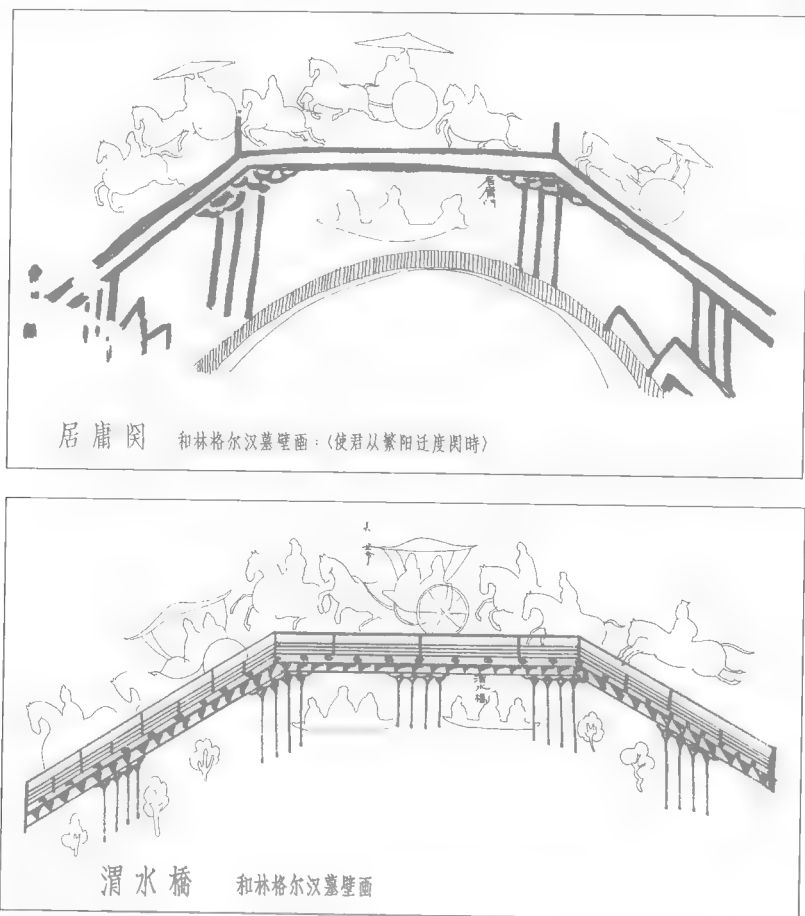 居庸関
居庸関 和林格尔汉墓壁画：〈使君从繁阳迁度関時〉
渭水橋
渭水橋 和林格尔汉墓壁画